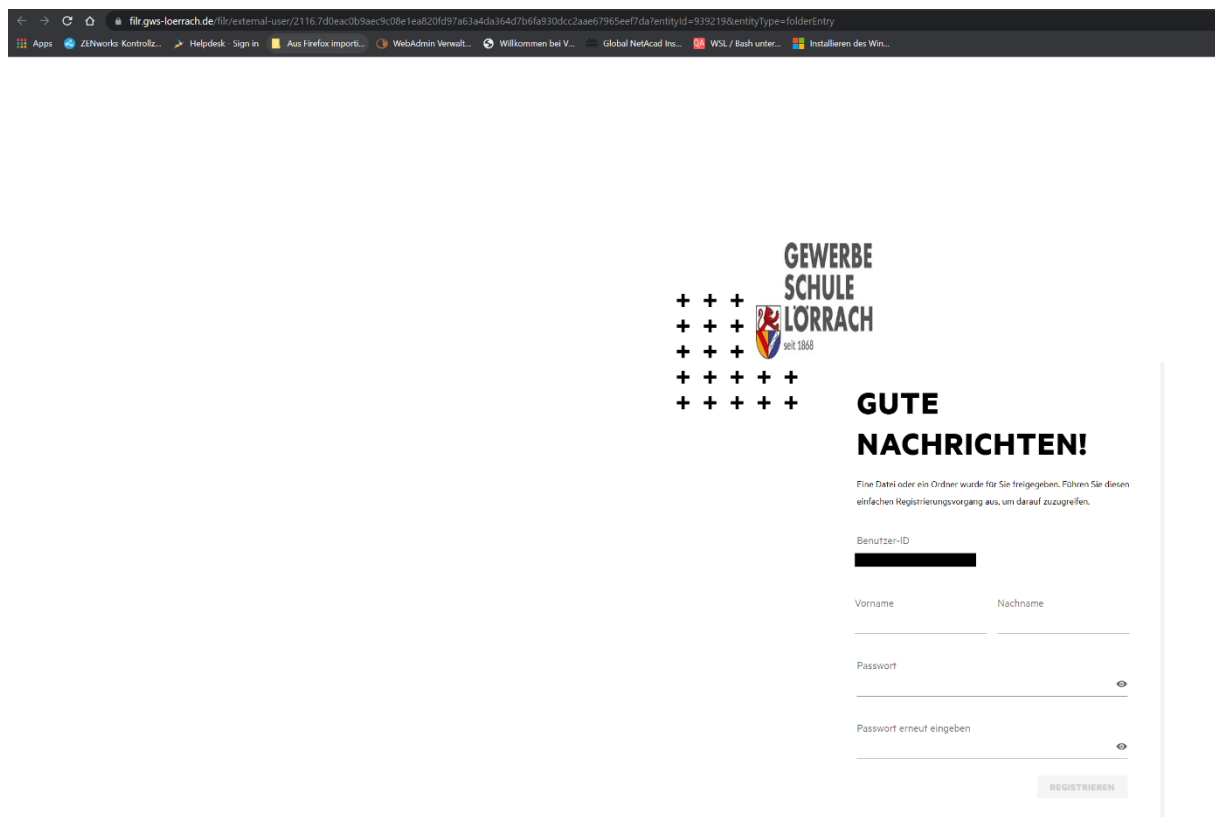 filr.gws-loerrach.de/filr/external-user/2116.7d0eac0b9aec9c08e1ea820fd97a63a4da364d7b6fa930dcc2aae67965eef7da?entityId=939219&entityType=folderEntry
Apps ZENworks-Kontrollz... Helpdesk - Sign in Aus Firefox importi... WebAdmin Verwalt... Willkommen bei V... Global NetAcad Ins... QA WSL / Bash unter... Installieren des Win...
GEWERBE
SCHULE
LÖRRACH
seit 1868
GUTE
NACHRICHTEN!
Eine Datei oder ein Ordner wurde für Sie freigegeben. Führen Sie diesen
einfachen Registrierungsvorgang aus, um darauf zuzugreifen.
Benutzer-ID
Vorname Nachname
Passwort
Passwort erneut eingeben
REGISTRIEREN